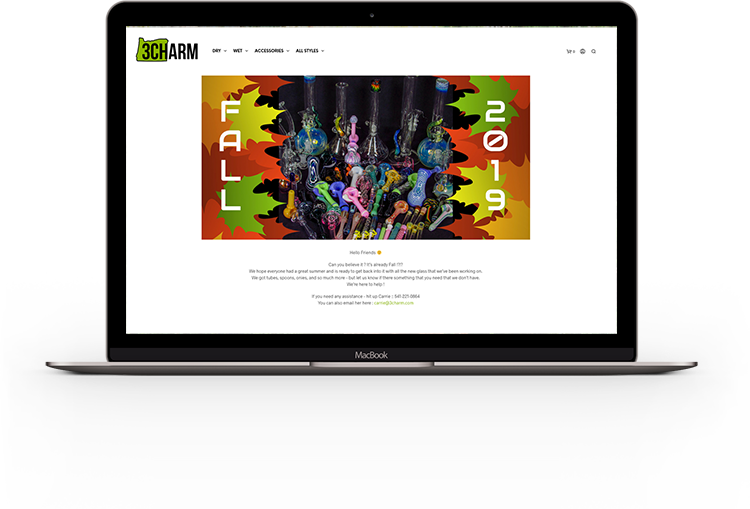 3CHARM
DRY WET ACCESSORIES ALL STYLES
FALL 2019
Hello Friends
Can you believe it ? It's already Fall !?!?
We hope everyone had a great summer and is ready to get back into it with all the new glass that we've been working on.
We got tubes, spoons, ories, and so much more - but let us know if there something that you need that we don't have.
We're here to help !
If you need any assistance - hit up Carrie | 541 221 5864
You can also email her here : carrie@3charm.com
MacBook